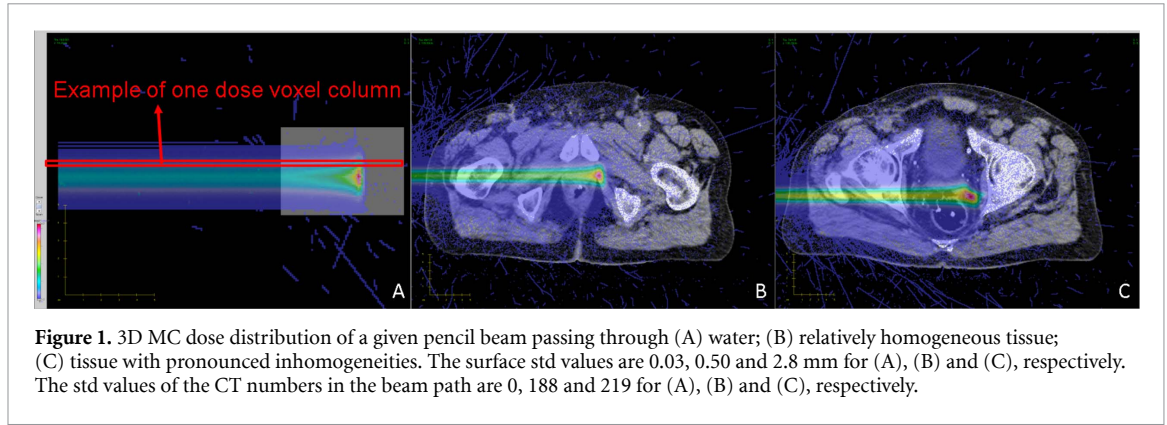 Example of one dose voxel column
A
B
C
Figure 1. 3D MC dose distribution of a given pencil beam passing through (A) water; (B) relatively homogeneous tissue;
(C) tissue with pronounced inhomogeneities. The surface std values are 0.03, 0.50 and 2.8 mm for (A), (B) and (C), respectively.
The std values of the CT numbers in the beam path are 0, 188 and 219 for (A), (B) and (C), respectively.